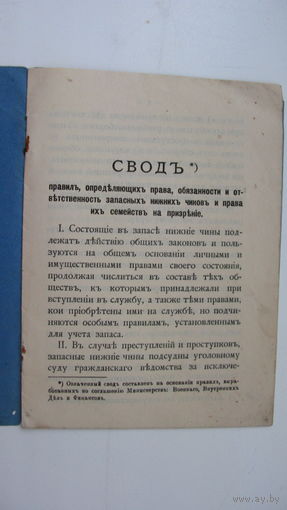 СВОДЪ *)
правилъ, опредѣляющихъ права, обязанности и от-
вѣтственность запасныхъ нижнихъ чиновъ и права
ихъ семействъ на призрѣніе.
I. Состоящіе въ запасѣ нижніе чины под-
лежатъ дѣйствію общихъ законовъ и поль-
зуются на общемъ основаніи личными и
имущественными правами своего состоянія,
продолжая числиться въ составѣ тѣхъ об-
ществъ, къ которымъ принадлежали при
вступленіи въ службу, а также тѣми правами,
кои пріобрѣтены ими на службѣ, но подчи-
няются особымъ правиламъ, установленнымъ
для учета запаса.
II. Въ случаѣ преступленій и проступковъ,
запасные нижніе чины подсудны уголовному
суду гражданскаго вѣдомства за исключе-
*) Означенный сводъ составленъ на основаніи правилъ, выра-
ботанныхъ по соглашенію Министерствъ: Военнаго, Внутреннихъ
Дѣлъ и Финансовъ.
www.ay.by